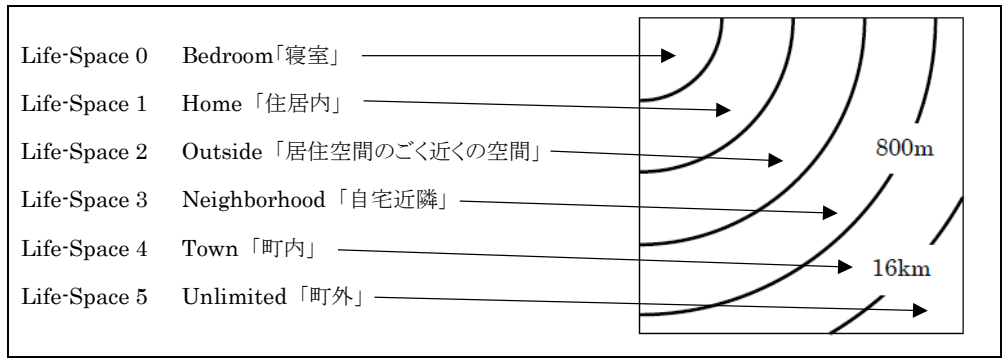 Life-Space 0 Bedroom「寝室」
Life-Space 1 Home「住居内」
Life-Space 2 Outside「居住空間のごく近くの空間」
800m
Life-Space 3 Neighborhood「自宅近隣」
Life-Space 4 Town「町内」
16km
Life-Space 5 Unlimited「町外」